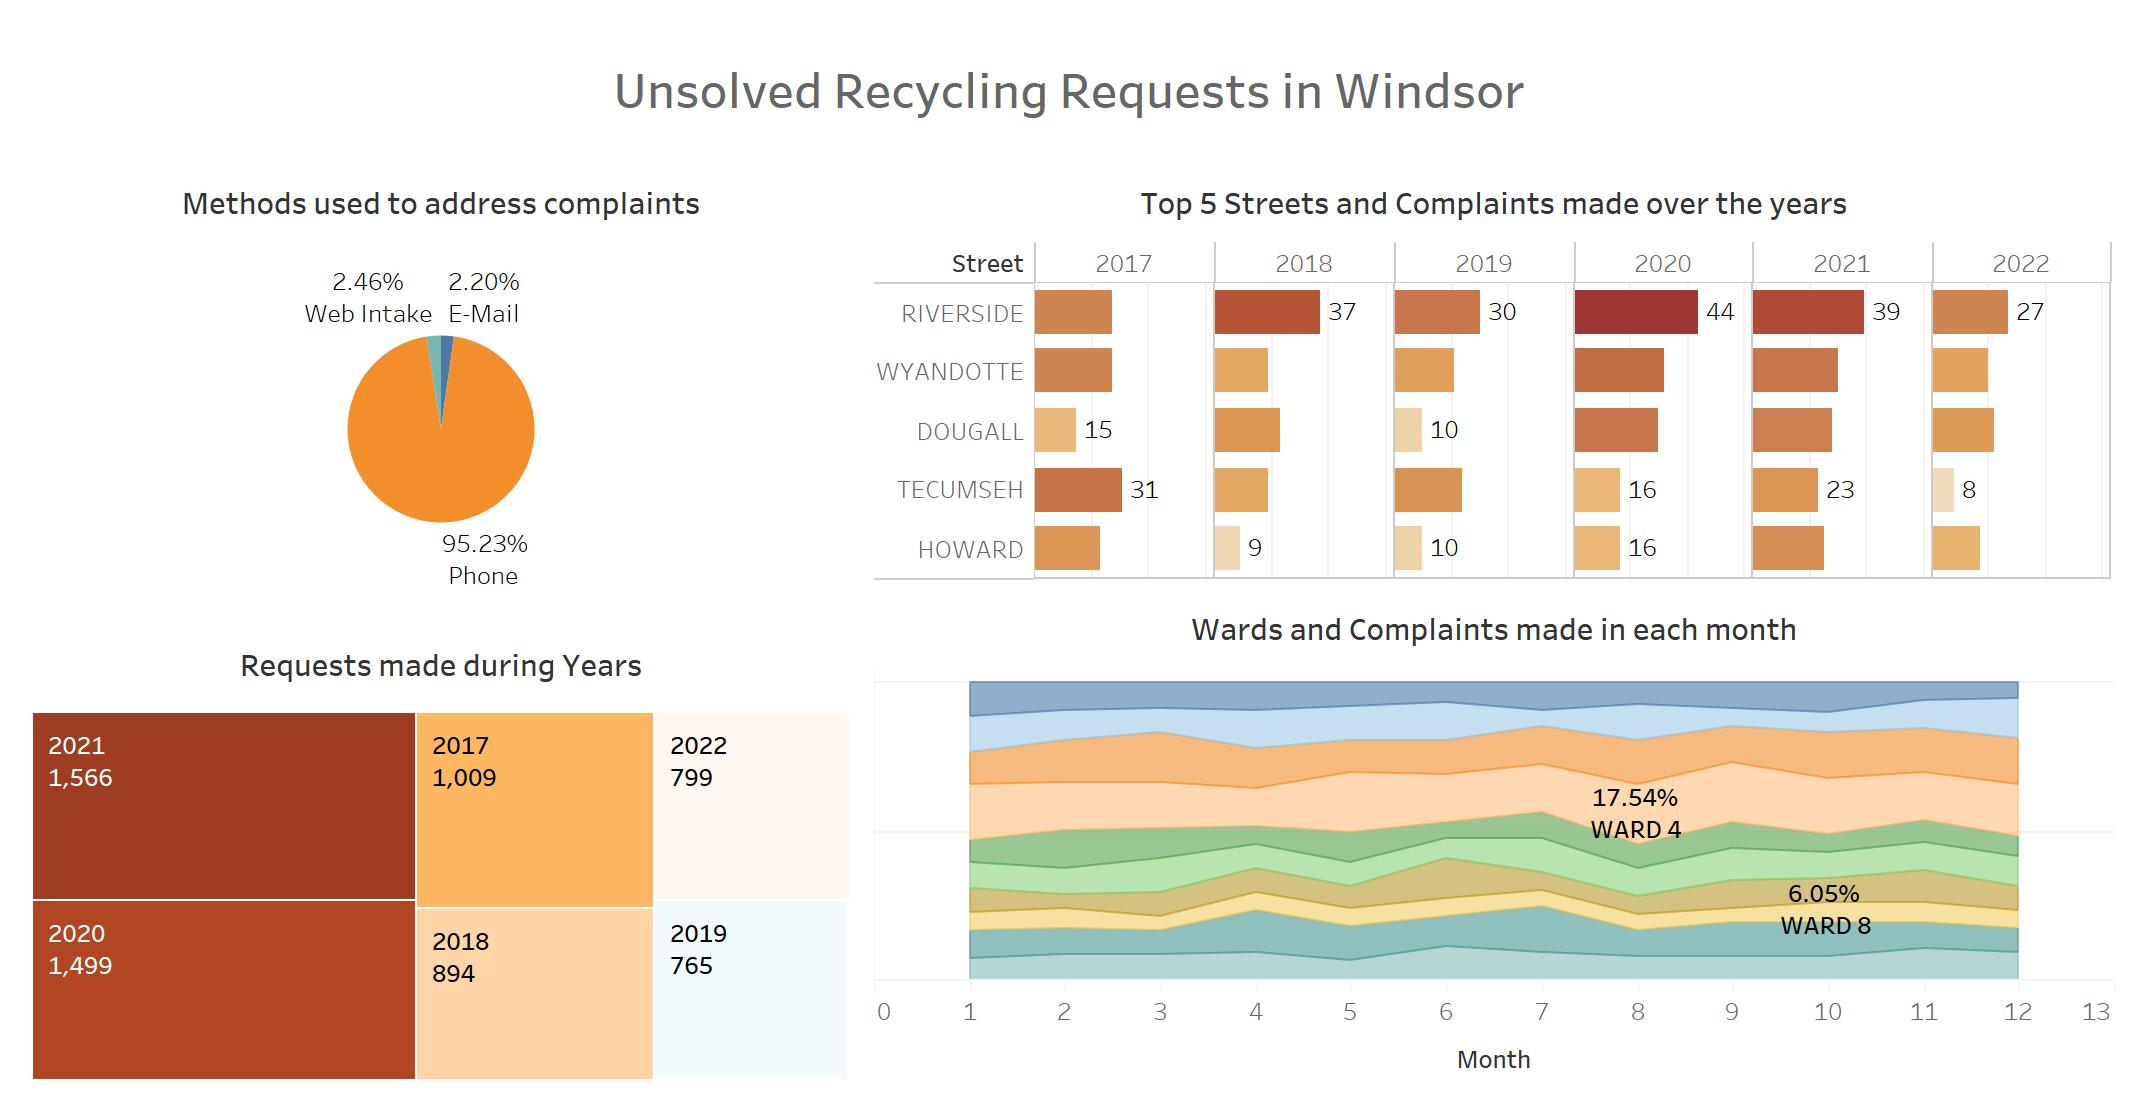 Unsolved Recycling Requests in Windsor
Methods used to address complaints
2.46%
Web Intake
2.20%
E-Mail
95.23%
Phone
Top 5 Streets and Complaints made over the years
Street 2017 2018 2019 2020 2021 2022
RIVERSIDE 37 30 44 39 27
WYANDOTTE
DOUGALL 15 10
TECUMSEH 31 16 23 8
HOWARD 9 10 16
Requests made during Years
2021
1,566
2017
1,009
2022
799
2020
1,499
2018
894
2019
765
Wards and Complaints made in each month
17.54%
WARD 4
6.05%
WARD 8
0 1 2 3 4 5 6 7 8 9 10 11 12 13
Month